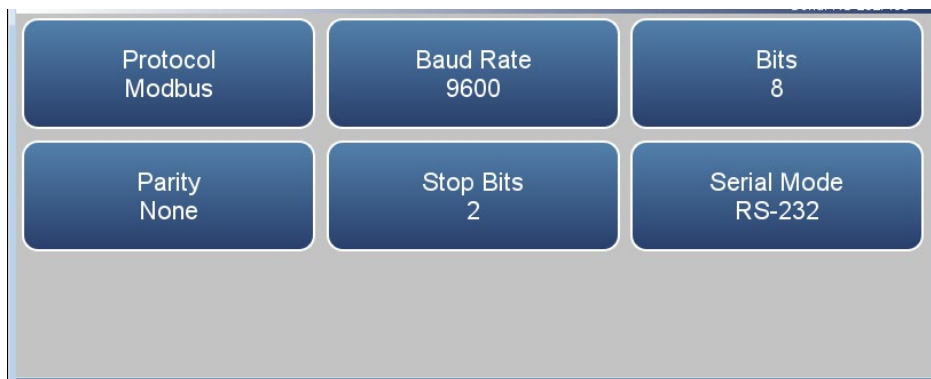 Protocol
Modbus
Baud Rate
9600
Bits
8
Parity
None
Stop Bits
2
Serial Mode
RS-232